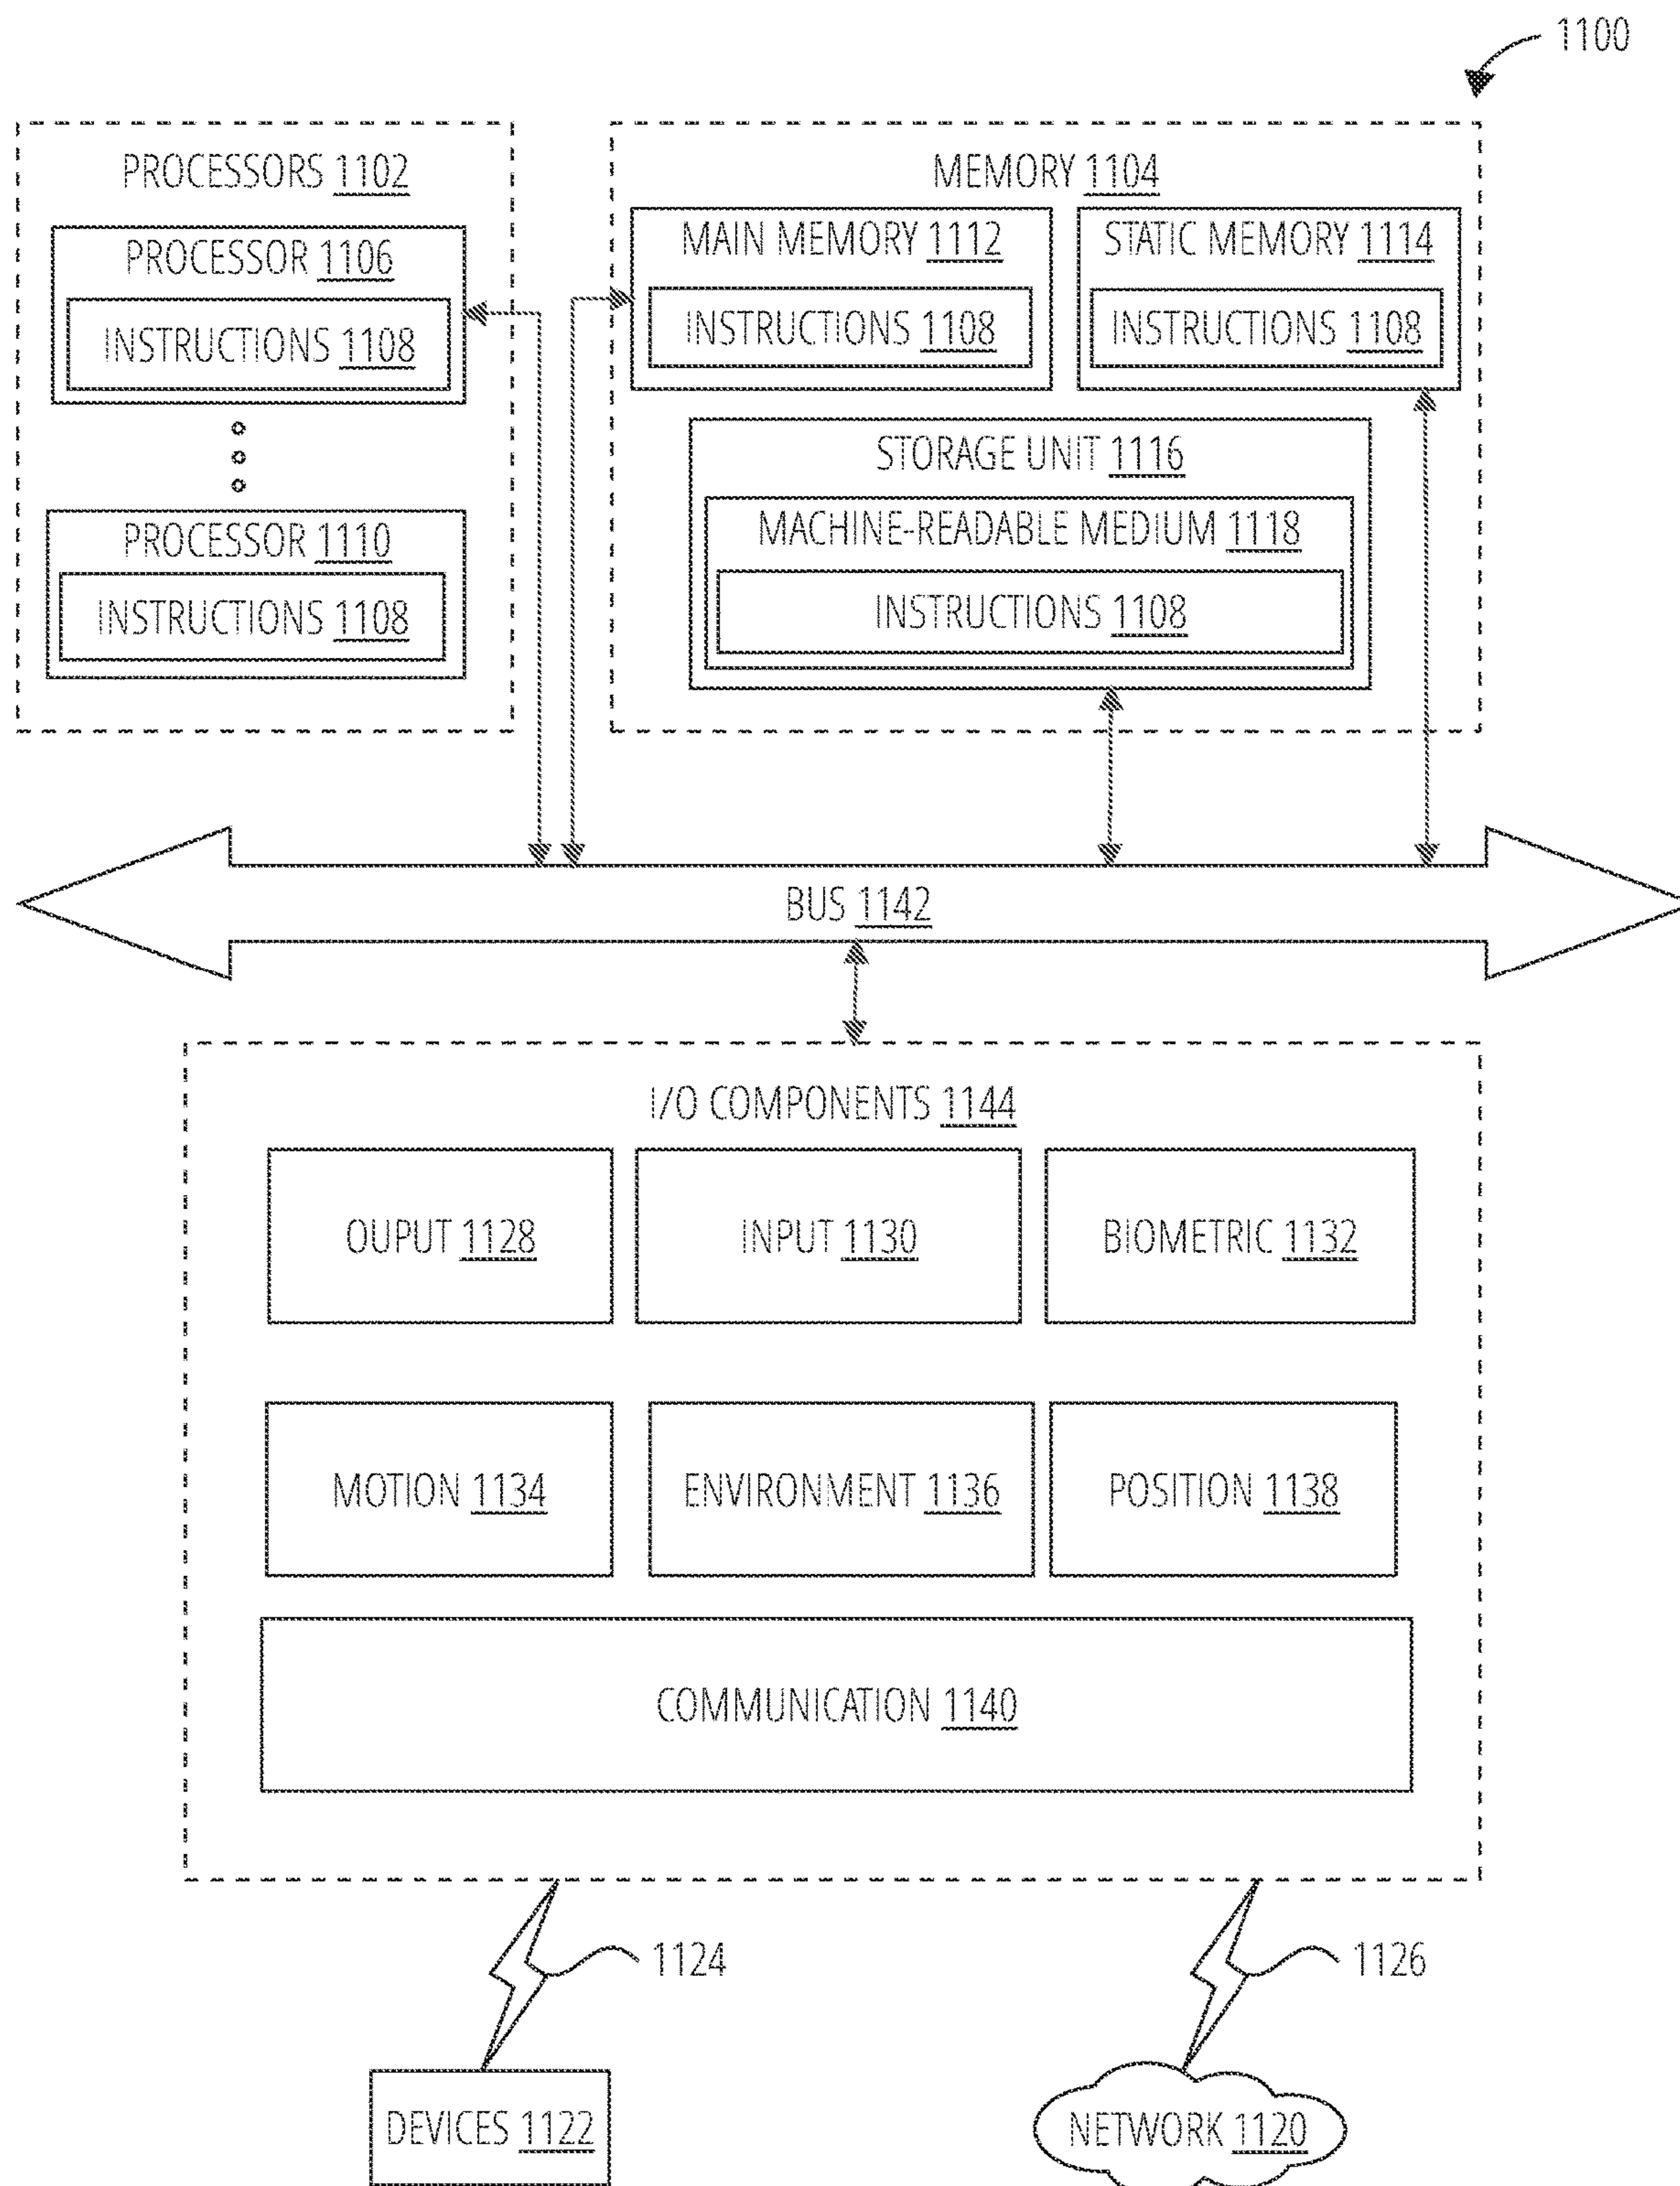 1100
PROCESSORS 1102
PROCESSOR 1106
INSTRUCTIONS 1108
PROCESSOR 1110
INSTRUCTIONS 1108
MEMORY 1104
MAIN MEMORY 1112
INSTRUCTIONS 1108
STATIC MEMORY 1114
INSTRUCTIONS 1108
STORAGE UNIT 1116
MACHINE-READABLE MEDIUM 1118
INSTRUCTIONS 1108
BUS 1142
I/O COMPONENTS 1144
OUPUT 1128
INPUT 1130
BIOMETRIC 1132
MOTION 1134
ENVIRONMENT 1136
POSITION 1138
COMMUNICATION 1140
1124
1126
DEVICES 1122
NETWORK 1120